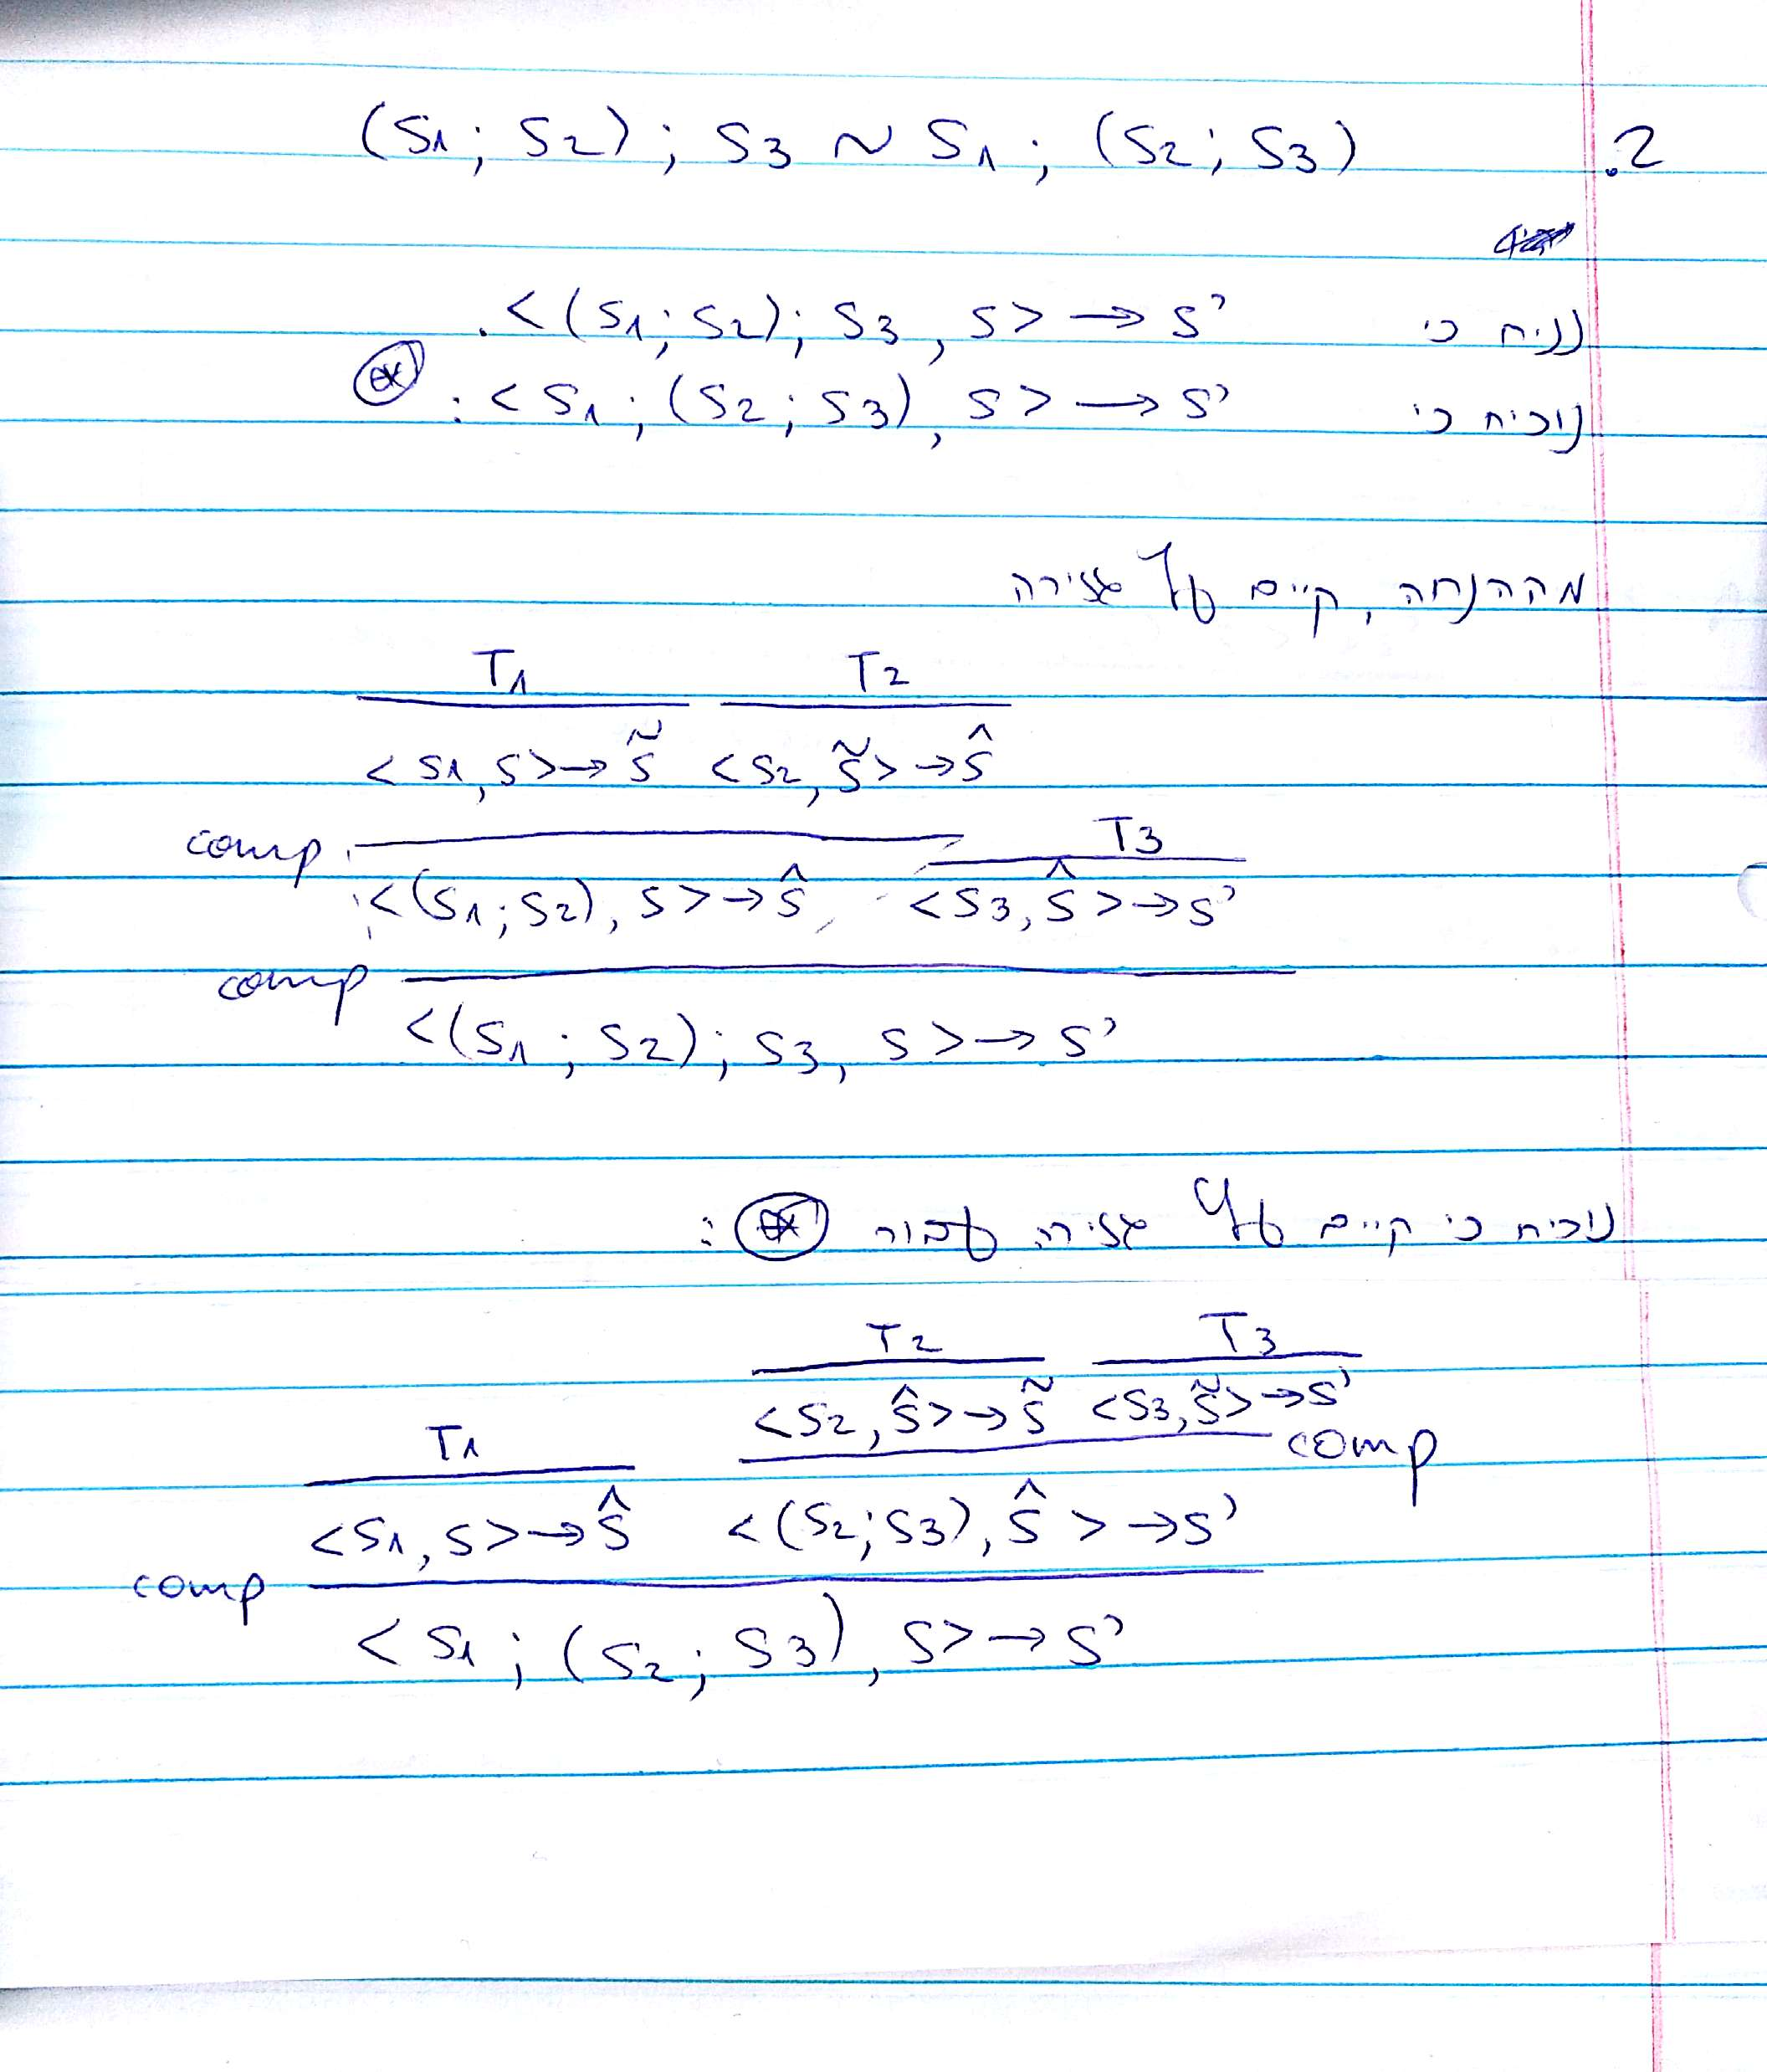 .2 (S1; S2); S3 ~ S1; (S2; S3)
נניח כי <(S1; S2); S3, s> → s'.
נוכיח כי <S1; (S2; S3), s> → s' : (*)
מההנחה, קיים עץ גזירה
T1 T2
<S1, s> → s̃ <S2, s̃> → ŝ
comp T3
<(S1; S2), s> → ŝ, <S3, ŝ> → s'
comp
<(S1; S2); S3, s> → s'
נוכיח כי קיים עץ גזירה עבור (*) :
T2 T3
<S2, ŝ> → s̃ <S3, s̃> → s'
T1 comp
<S1, s> → ŝ <(S2; S3), ŝ> → s'
comp
<S1; (S2; S3), s> → s'